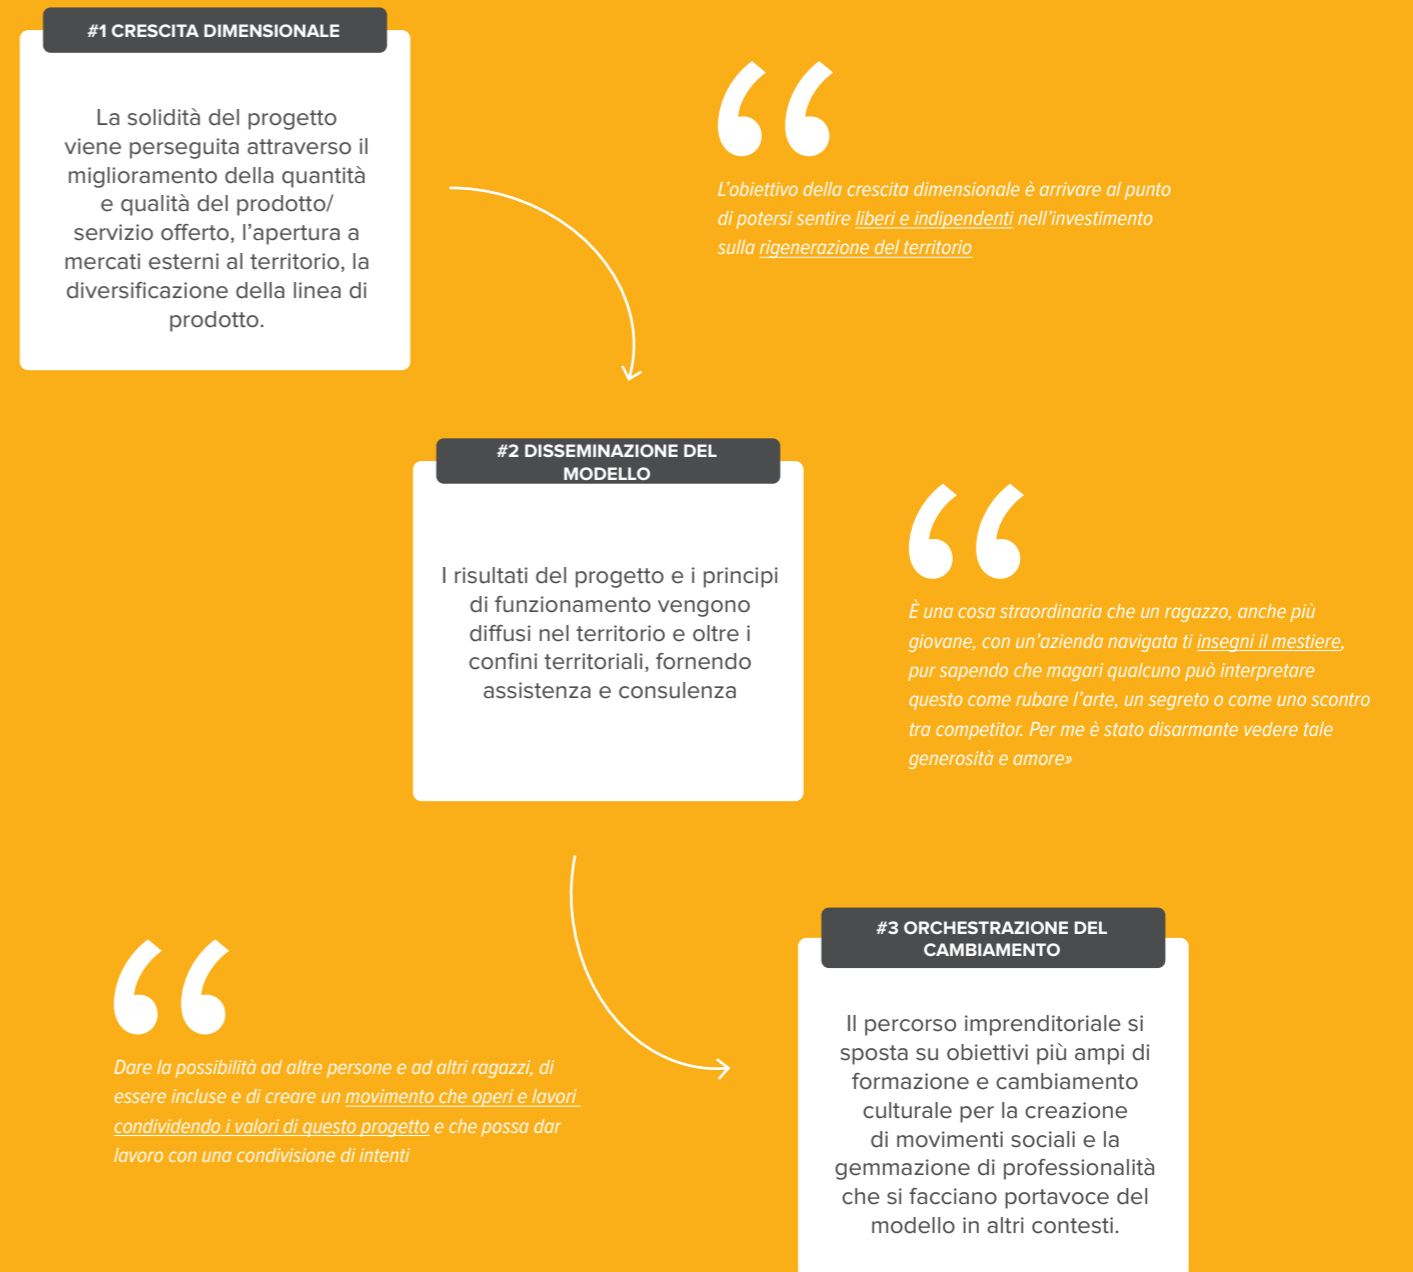 #1 CRESCITA DIMENSIONALE
La solidità del progetto
viene perseguita attraverso il
miglioramento della quantità
e qualità del prodotto/
servizio offerto, l’apertura a
mercati esterni al territorio, la
diversificazione della linea di
prodotto.
L’obiettivo della crescita dimensionale è arrivare al punto
di potersi sentire liberi e indipendenti nell’investimento
sulla rigenerazione del territorio
#2 DISSEMINAZIONE DEL
MODELLO
I risultati del progetto e i principi
di funzionamento vengono
diffusi nel territorio e oltre i
confini territoriali, fornendo
assistenza e consulenza
È una cosa straordinaria che un ragazzo, anche più
giovane, con un’azienda navigata ti insegni il mestiere,
pur sapendo che magari qualcuno può interpretare
questo come rubare l’arte, un segreto o come uno scontro
tra competitor. Per me è stato disarmante vedere tale
generosità e amore»
Dare la possibilità ad altre persone e ad altri ragazzi, di
essere incluse e di creare un movimento che operi e lavori
condividendo i valori di questo progetto e che possa dar
lavoro con una condivisione di intenti
#3 ORCHESTRAZIONE DEL
CAMBIAMENTO
Il percorso imprenditoriale si
sposta su obiettivi più ampi di
formazione e cambiamento
culturale per la creazione
di movimenti sociali e la
gemmazione di professionalità
che si facciano portavoce del
modello in altri contesti.